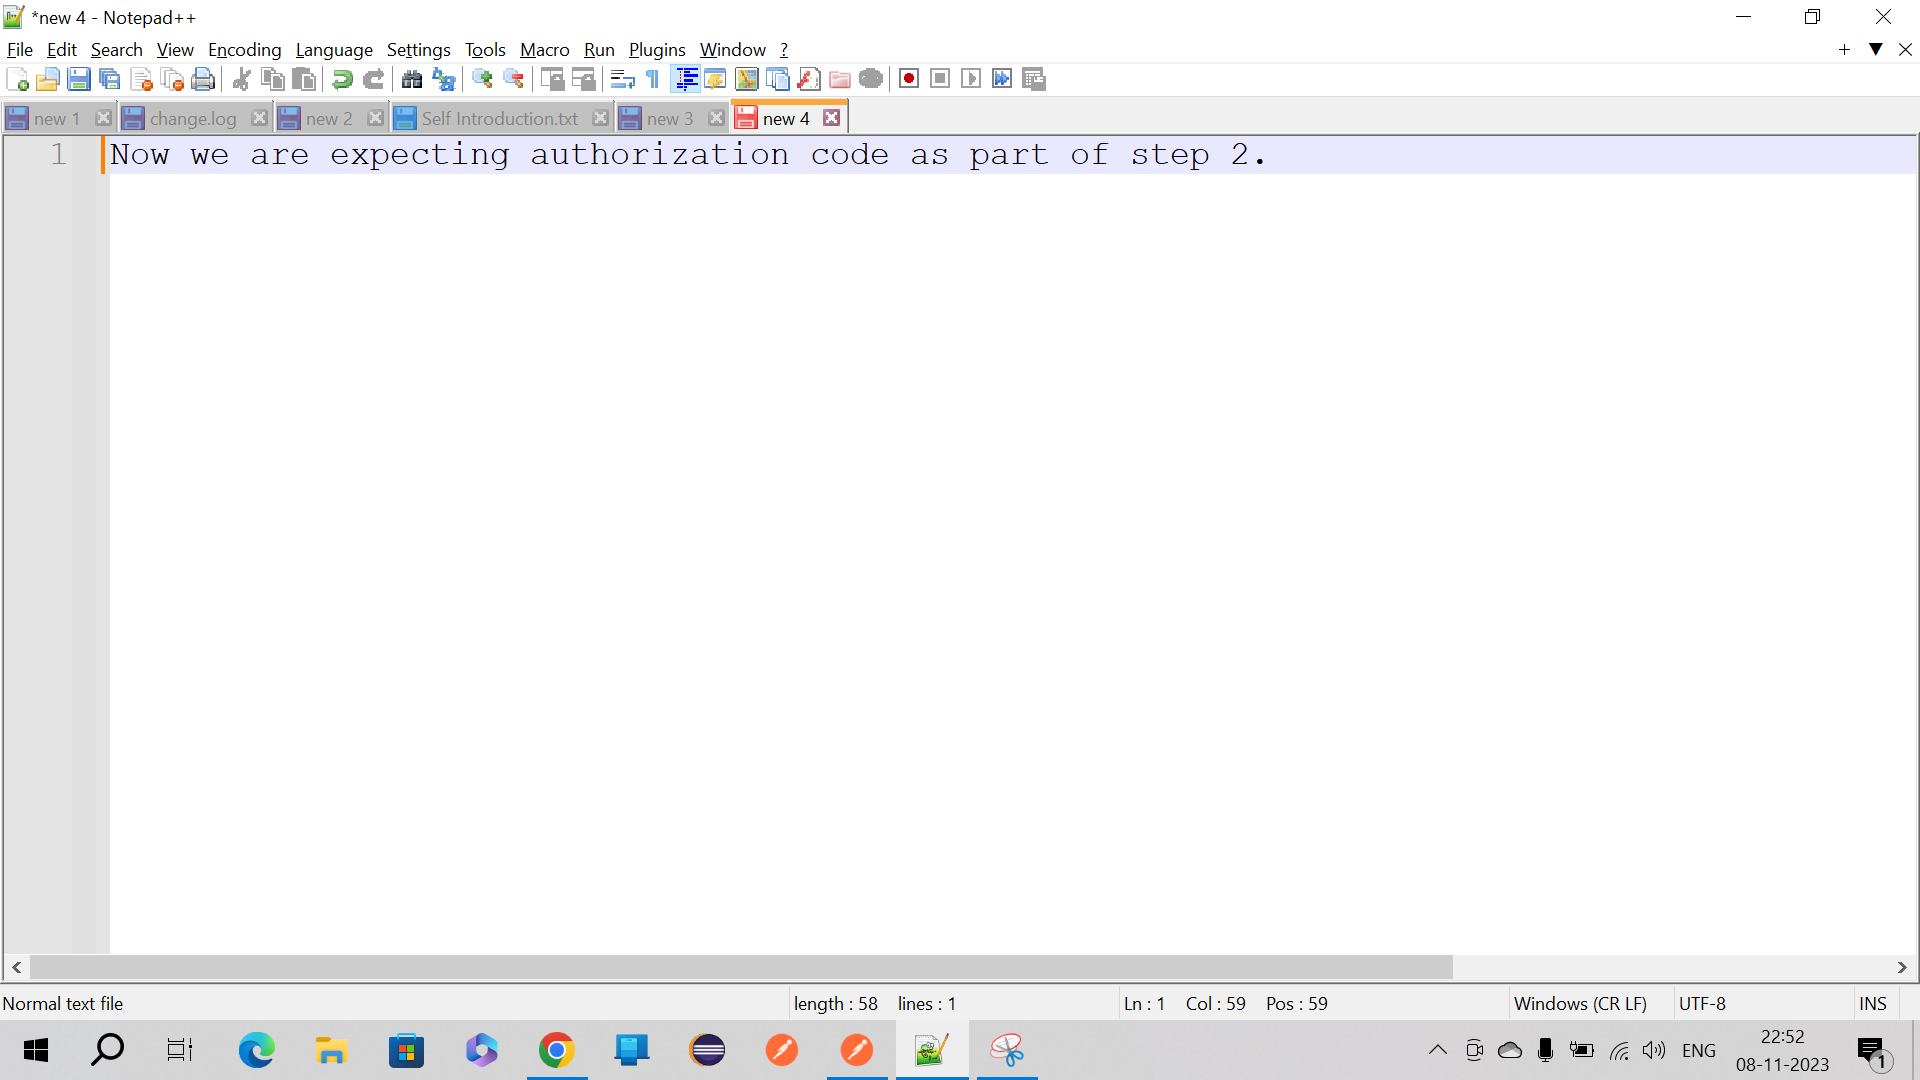 *new 4 - Notepad++
File Edit Search View Encoding Language Settings Tools Macro Run Plugins Window ?
new 1 change.log new 2 Self Introduction.txt new 3 new 4
1 Now we are expecting authorization code as part of step 2.
Normal text file length : 58 lines : 1 Ln : 1 Col : 59 Pos : 59 Windows (CR LF) UTF-8 INS
ENG 22:52
08-11-2023 1